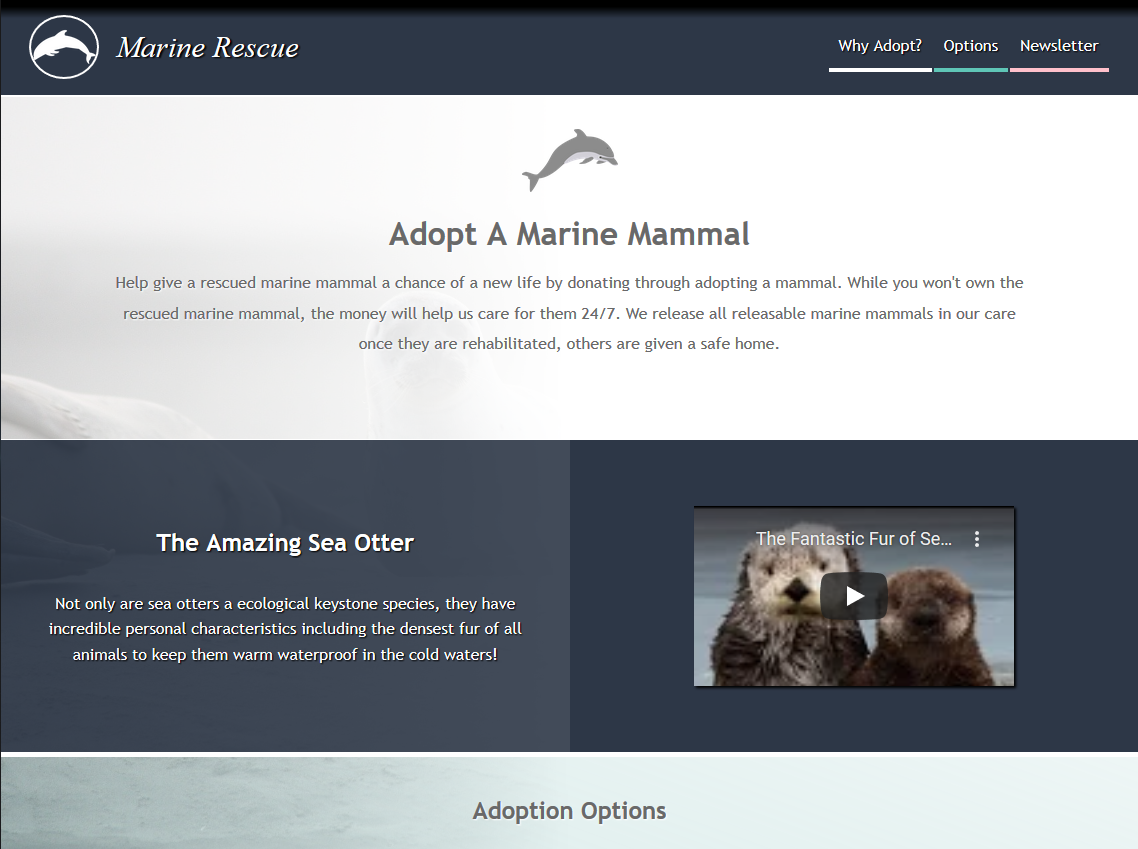 Marine Rescue
Why Adopt? Options Newsletter
Adopt A Marine Mammal
Help give a rescued marine mammal a chance of a new life by donating through adopting a mammal. While you won't own the
rescued marine mammal, the money will help us care for them 24/7. We release all releasable marine mammals in our care
once they are rehabilitated, others are given a safe home.
The Amazing Sea Otter
Not only are sea otters a ecological keystone species, they have
incredible personal characteristics including the densest fur of all
animals to keep them warm waterproof in the cold waters!
The Fantastic Fur of Se...
Adoption Options